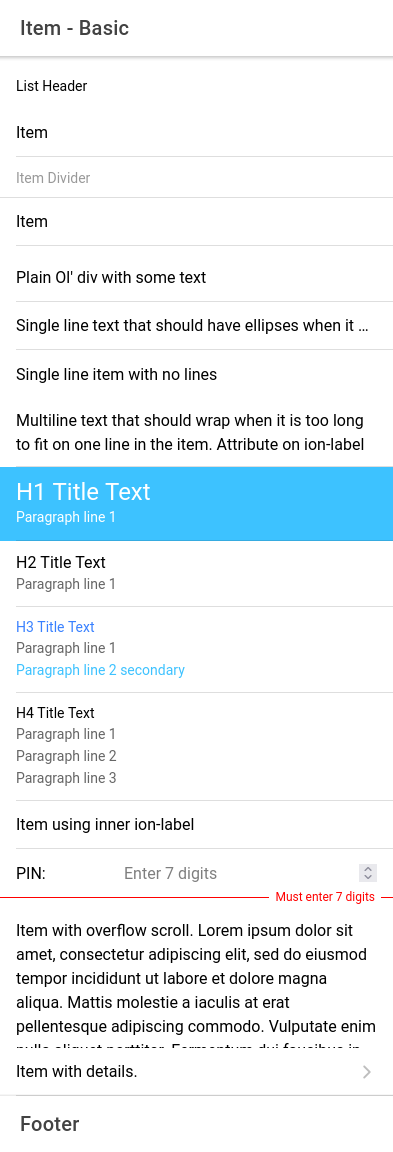 Item - Basic
List Header
Item
Item Divider
Item
Plain Ol' div with some text
Single line text that should have ellipses when it ...
Single line item with no lines
Multiline text that should wrap when it is too long
to fit on one line in the item. Attribute on ion-label
H1 Title Text
Paragraph line 1
H2 Title Text
Paragraph line 1
H3 Title Text
Paragraph line 1
Paragraph line 2 secondary
H4 Title Text
Paragraph line 1
Paragraph line 2
Paragraph line 3
Item using inner ion-label
PIN: Enter 7 digits
Must enter 7 digits
Item with overflow scroll. Lorem ipsum dolor sit
amet, consectetur adipiscing elit, sed do eiusmod
tempor incididunt ut labore et dolore magna
aliqua. Mattis molestie a iaculis at erat
pellentesque adipiscing commodo. Vulputate enim
Item with details.
Footer